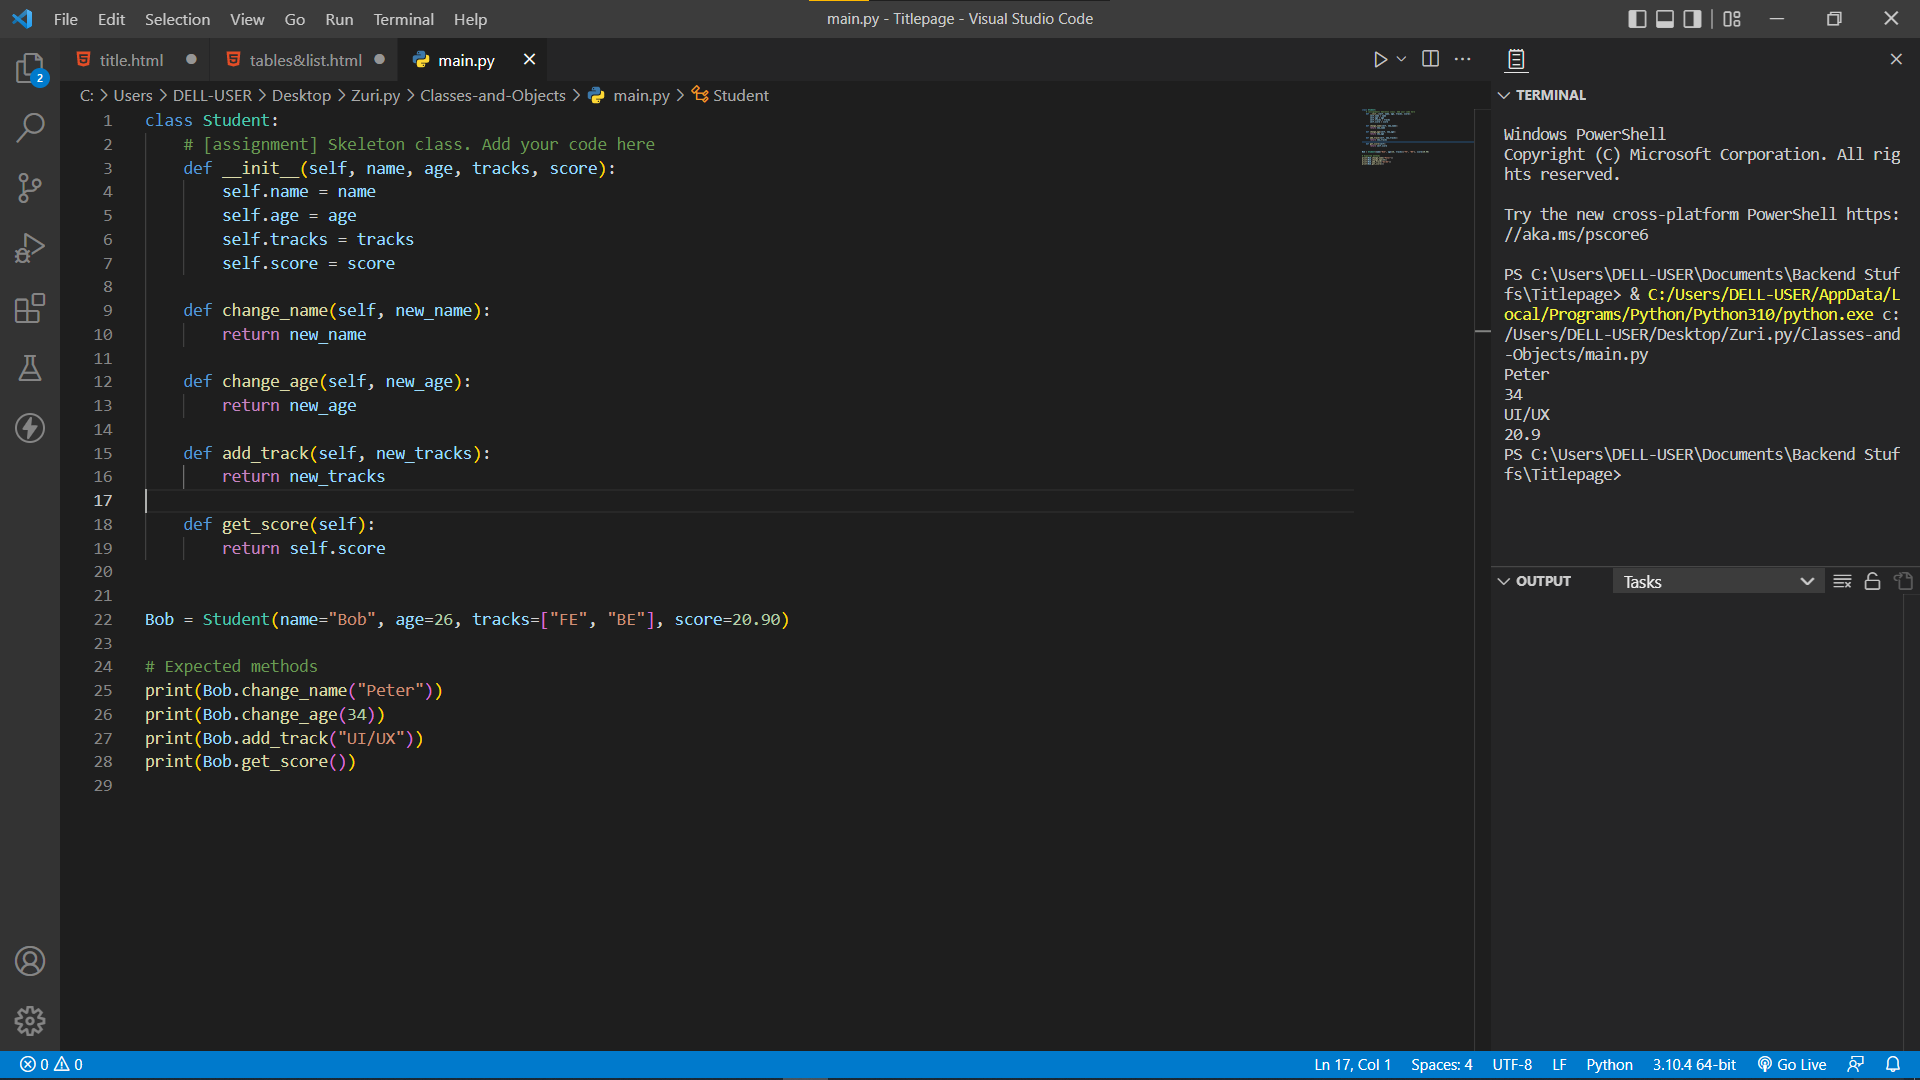 File Edit Selection View Go Run Terminal Help
main.py - Titlepage - Visual Studio Code
title.html
tables&list.html
main.py
C: > Users > DELL-USER > Desktop > Zuri.py > Classes-and-Objects > main.py > Student
1 class Student:
2 # [assignment] Skeleton class. Add your code here
3 def __init__(self, name, age, tracks, score):
4 self.name = name
5 self.age = age
6 self.tracks = tracks
7 self.score = score
8
9 def change_name(self, new_name):
10 return new_name
11
12 def change_age(self, new_age):
13 return new_age
14
15 def add_track(self, new_tracks):
16 return new_tracks
17
18 def get_score(self):
19 return self.score
20
21
22 Bob = Student(name="Bob", age=26, tracks=["FE", "BE"], score=20.90)
23
24 # Expected methods
25 print(Bob.change_name("Peter"))
26 print(Bob.change_age(34))
27 print(Bob.add_track("UI/UX"))
28 print(Bob.get_score())
29
2
TERMINAL
Windows PowerShell
Copyright (C) Microsoft Corporation. All rig
hts reserved.
Try the new cross-platform PowerShell https:
//aka.ms/pscore6
PS C:\Users\DELL-USER\Documents\Backend Stuf
fs\Titlepage> & C:/Users/DELL-USER/AppData/L
ocal/Programs/Python/Python310/python.exe c:
/Users/DELL-USER/Desktop/Zuri.py/Classes-and
-Objects/main.py
Peter
34
UI/UX
20.9
PS C:\Users\DELL-USER\Documents\Backend Stuf
fs\Titlepage>
OUTPUT
Tasks
0 0
Ln 17, Col 1 Spaces: 4 UTF-8 LF Python 3.10.4 64-bit Go Live